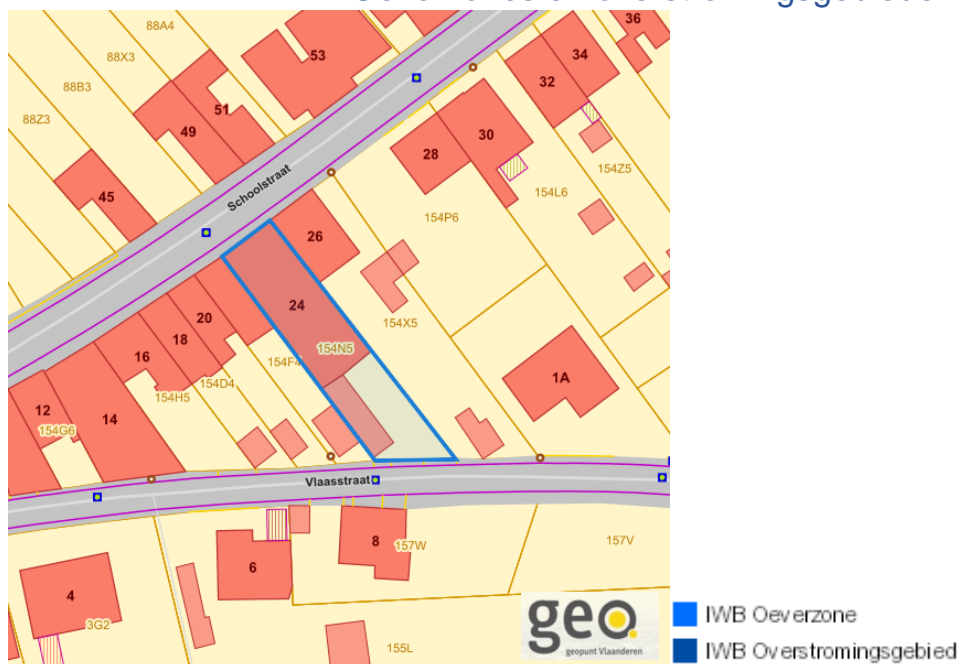 88A4
36
53
88X3
34
32
88B3
51
88Z3
49
30
28
154Z5
45
Schoolstraat
154L6
154P6
26
24
20
154X5
18
154N5
16
154F4
1A
154D4
154H5
12
14
154G6
Vlaasstraat
8
157W
157V
6
4
geo.
geopunt Vlaanderen
3G2
155L
IWB Oeverzone
IWB Overstromingsgebied